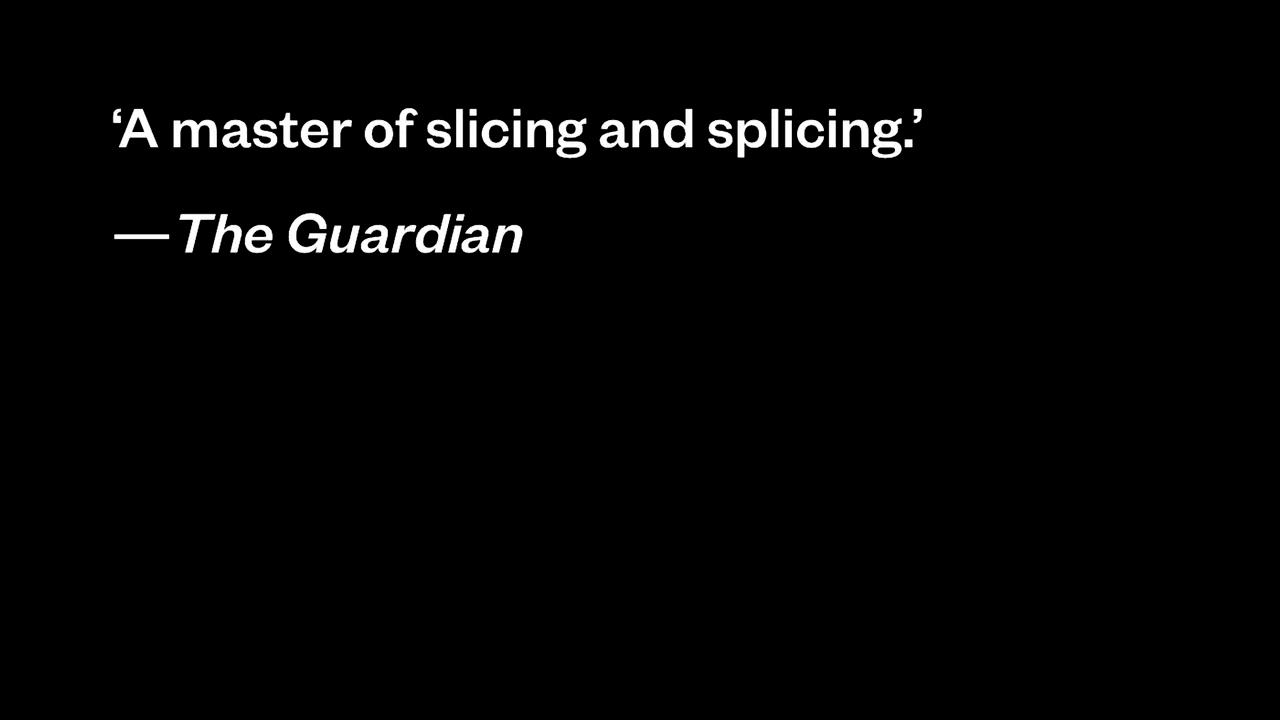 ‘A master of slicing and splicing.’
— The Guardian